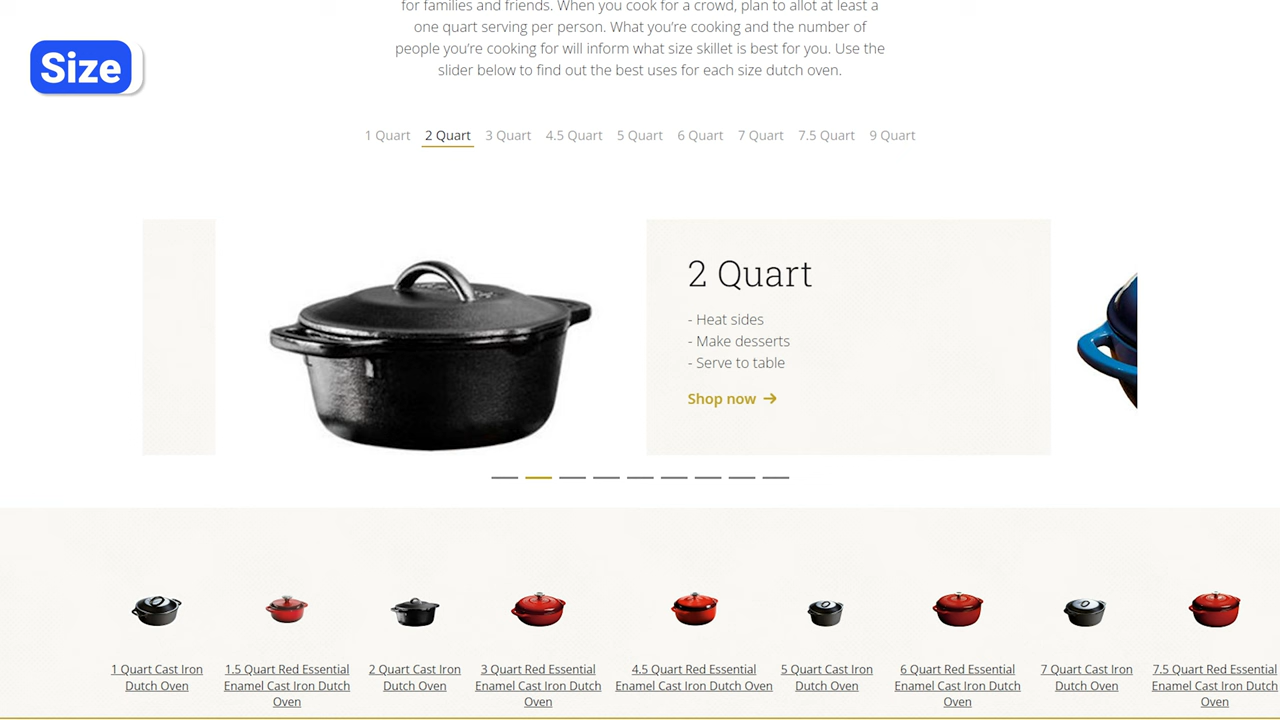 for families and friends. When you cook for a crowd, plan to allot at least a
one quart serving per person. What you're cooking and the number of
people you're cooking for will inform what size skillet is best for you. Use the
slider below to find out the best uses for each size dutch oven.
Size
1 Quart 2 Quart 3 Quart 4.5 Quart 5 Quart 6 Quart 7 Quart 7.5 Quart 9 Quart
2 Quart
- Heat sides
- Make desserts
- Serve to table
Shop now →
1 Quart Cast Iron
Dutch Oven
1.5 Quart Red Essential
Enamel Cast Iron Dutch
Oven
2 Quart Cast Iron
Dutch Oven
3 Quart Red Essential
Enamel Cast Iron Dutch
Oven
4.5 Quart Red Essential
Enamel Cast Iron Dutch Oven
5 Quart Cast Iron
Dutch Oven
6 Quart Red Essential
Enamel Cast Iron Dutch
Oven
7 Quart Cast Iron
Dutch Oven
7.5 Quart Red Essential
Enamel Cast Iron Dutch
Oven